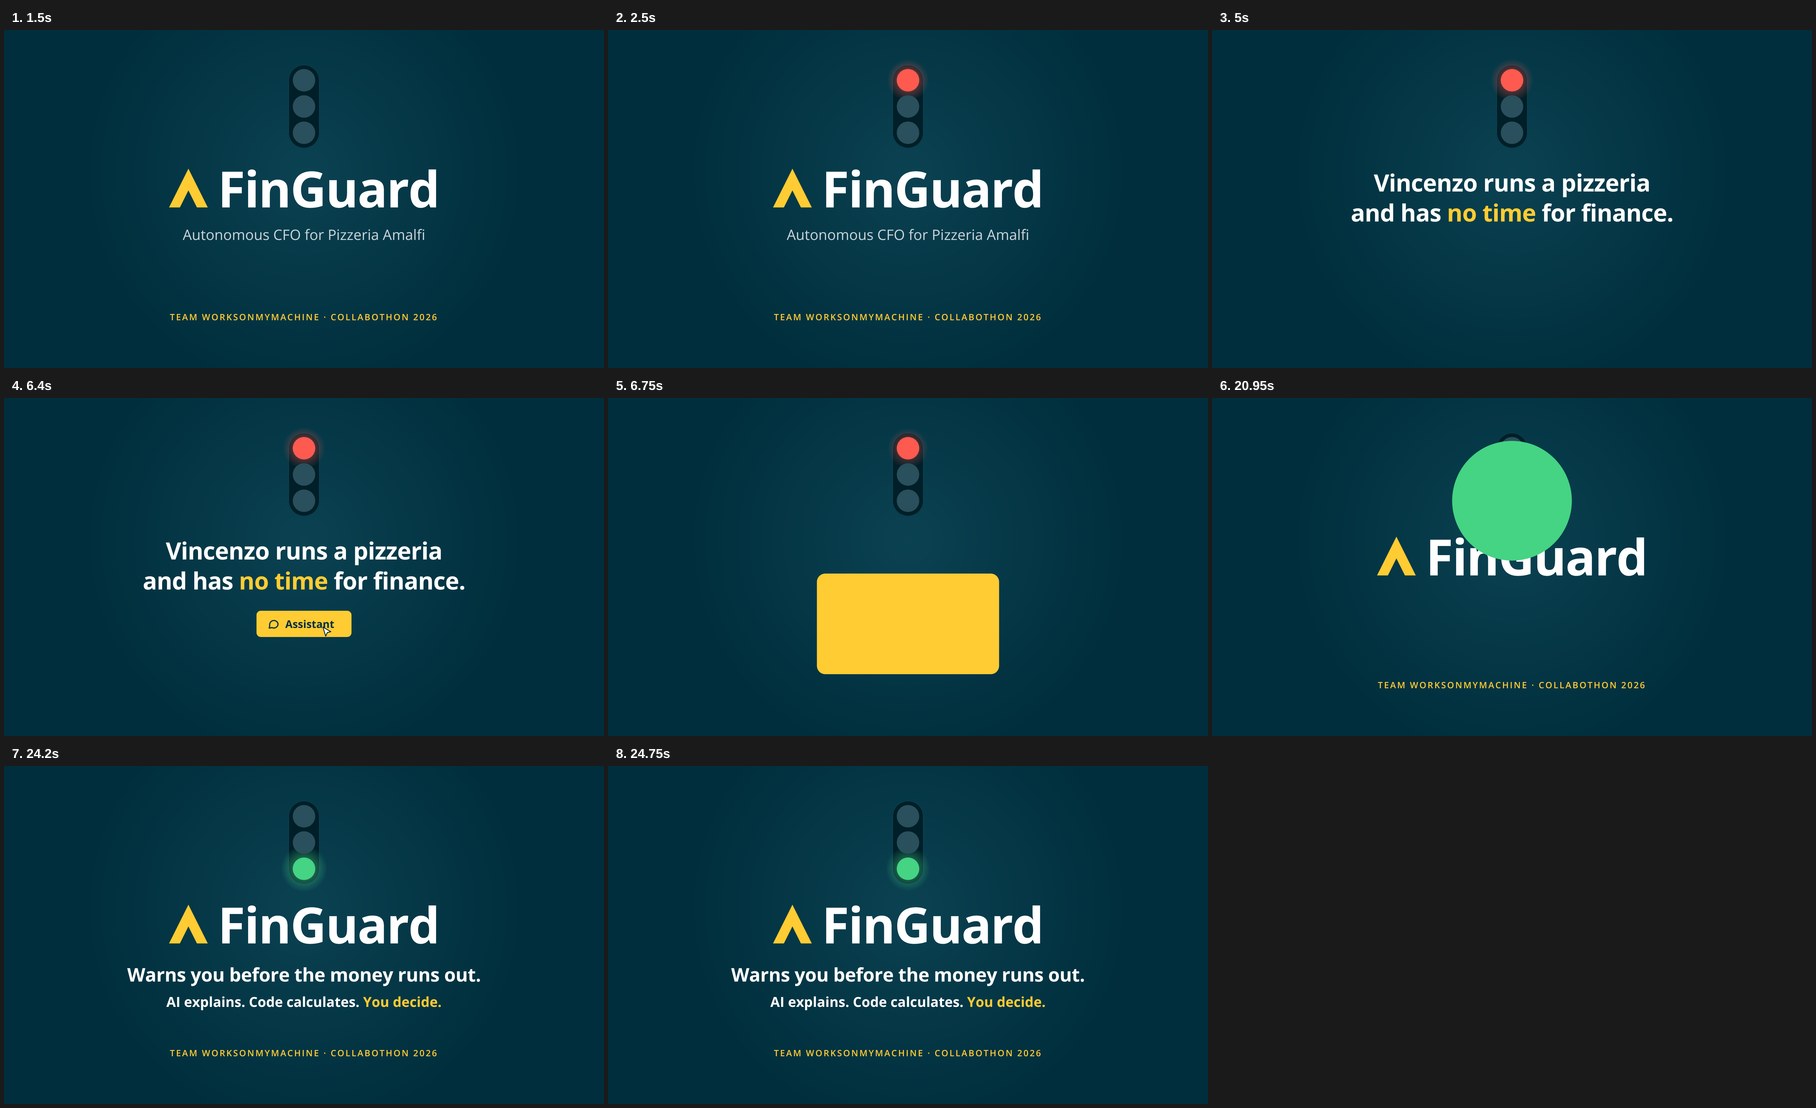 1. 1.5s
FinGuard
Autonomous CFO for Pizzeria Amalfi
TEAM WORKSONMYMACHINE · COLLABOTHON 2026
2. 2.5s
FinGuard
Autonomous CFO for Pizzeria Amalfi
TEAM WORKSONMYMACHINE · COLLABOTHON 2026
3. 5s
Vincenzo runs a pizzeria
and has no time for finance.
4. 6.4s
Vincenzo runs a pizzeria
and has no time for finance.
Assistant
5. 6.75s
6. 20.95s
FinGuard
TEAM WORKSONMYMACHINE · COLLABOTHON 2026
7. 24.2s
FinGuard
Warns you before the money runs out.
AI explains. Code calculates. You decide.
TEAM WORKSONMYMACHINE · COLLABOTHON 2026
8. 24.75s
FinGuard
Warns you before the money runs out.
AI explains. Code calculates. You decide.
TEAM WORKSONMYMACHINE · COLLABOTHON 2026